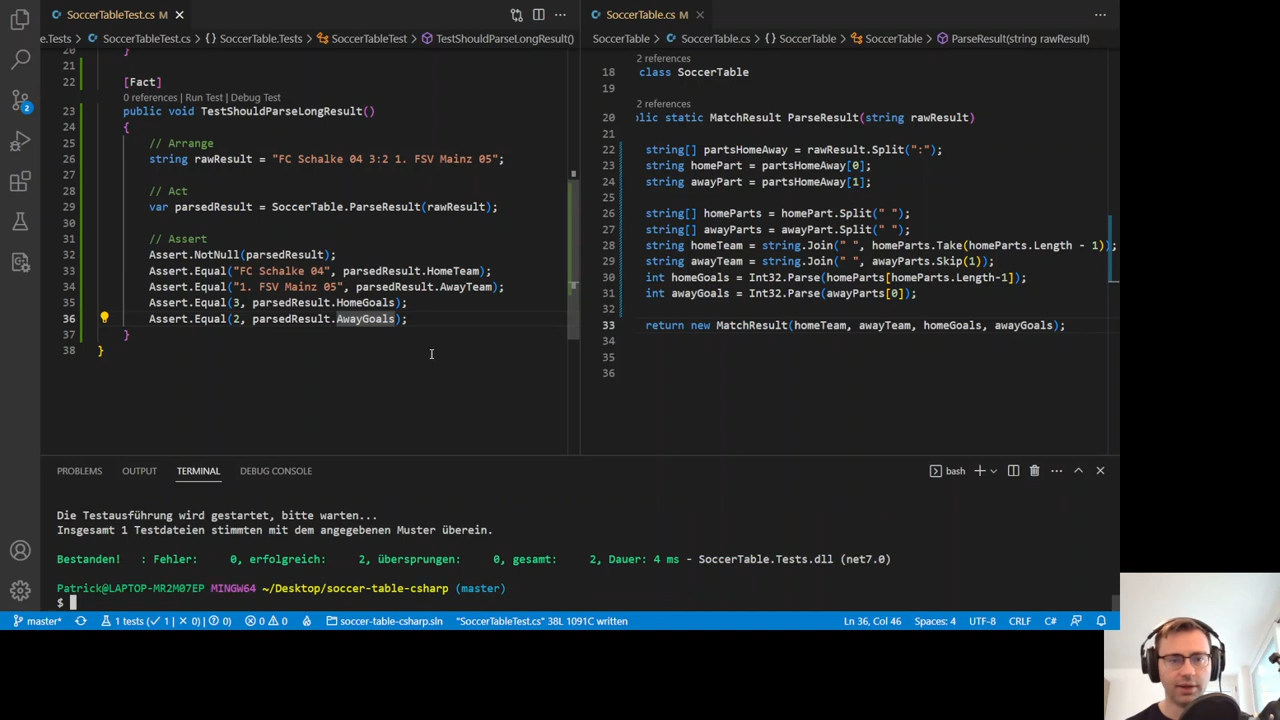 SoccerTableTest.cs M
SoccerTable.cs M
e.Tests > SoccerTableTest.cs > {} SoccerTable.Tests > SoccerTableTest > TestShouldParseLongResult()
SoccerTable > SoccerTable.cs > {} SoccerTable > SoccerTable > ParseResult(string rawResult)
20 }
21
22 [Fact]
0 references | Run Test | Debug Test
23 public void TestShouldParseLongResult()
24 {
25 // Arrange
26 string rawResult = "FC Schalke 04 3:2 1. FSV Mainz 05";
27
28 // Act
29 var parsedResult = SoccerTable.ParseResult(rawResult);
30
31 // Assert
32 Assert.NotNull(parsedResult);
33 Assert.Equal("FC Schalke 04", parsedResult.HomeTeam);
34 Assert.Equal("1. FSV Mainz 05", parsedResult.AwayTeam);
35 Assert.Equal(3, parsedResult.HomeGoals);
36 Assert.Equal(2, parsedResult.AwayGoals);
37 }
38 }
2 references
18 class SoccerTable
19
2 references
20 blic static MatchResult ParseResult(string rawResult)
21
22 string[] partsHomeAway = rawResult.Split(":");
23 string homePart = partsHomeAway[0];
24 string awayPart = partsHomeAway[1];
25
26 string[] homeParts = homePart.Split(" ");
27 string[] awayParts = awayPart.Split(" ");
28 string homeTeam = string.Join(" ", homeParts.Take(homeParts.Length - 1));
29 string awayTeam = string.Join(" ", awayParts.Skip(1));
30 int homeGoals = Int32.Parse(homeParts[homeParts.Length-1]);
31 int awayGoals = Int32.Parse(awayParts[0]);
32
33 return new MatchResult(homeTeam, awayTeam, homeGoals, awayGoals);
34
35
36
PROBLEMS OUTPUT TERMINAL DEBUG CONSOLE bash
Die Testausführung wird gestartet, bitte warten...
Insgesamt 1 Testdateien stimmten mit dem angegebenen Muster überein.
Bestanden! : Fehler: 0, erfolgreich: 2, übersprungen: 0, gesamt: 2, Dauer: 4 ms - SoccerTable.Tests.dll (net7.0)
Patrick@LAPTOP-MR2M07EP MINGW64 ~/Desktop/soccer-table-csharp (master)
$
2
master* 1 tests (✓ 1 | ✕ 0) | ? 0) 0 0 soccer-table-csharp.sln "SoccerTableTest.cs" 38L 1091C written Ln 36, Col 46 Spaces: 4 UTF-8 CRLF C#